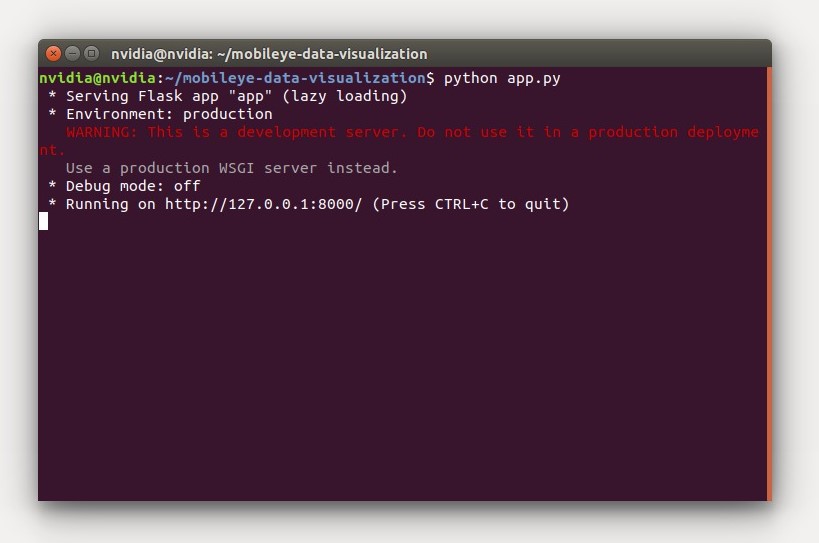 nvidia@nvidia: ~/mobileye-data-visualization
nvidia@nvidia:~/mobileye-data-visualization$ python app.py
 * Serving Flask app "app" (lazy loading)
 * Environment: production
   WARNING: This is a development server. Do not use it in a production deployme
nt.
   Use a production WSGI server instead.
 * Debug mode: off
 * Running on http://127.0.0.1:8000/ (Press CTRL+C to quit)